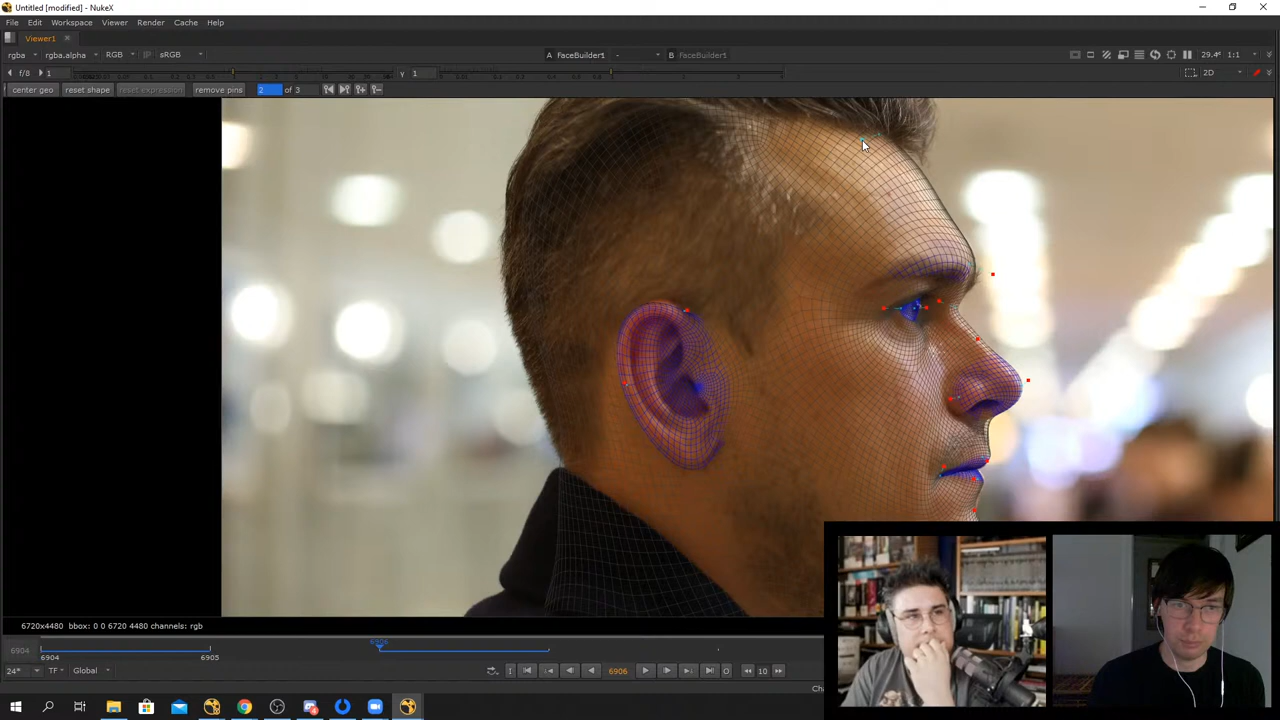 Untitled [modified] - NukeX
File Edit Workspace Viewer Render Cache Help
Viewer1
rgba rgba.alpha RGB sRGB A FaceBuilder1 - B FaceBuilder1 29.4 1:1
f/8 1 γ 1 2D
center geo reset shape reset expression remove pins 2 of 3
6720x4480 bbox: 0 0 6720 4480 channels: rgb
6904 6904 6905 6906
24* Global I 6906 O 10